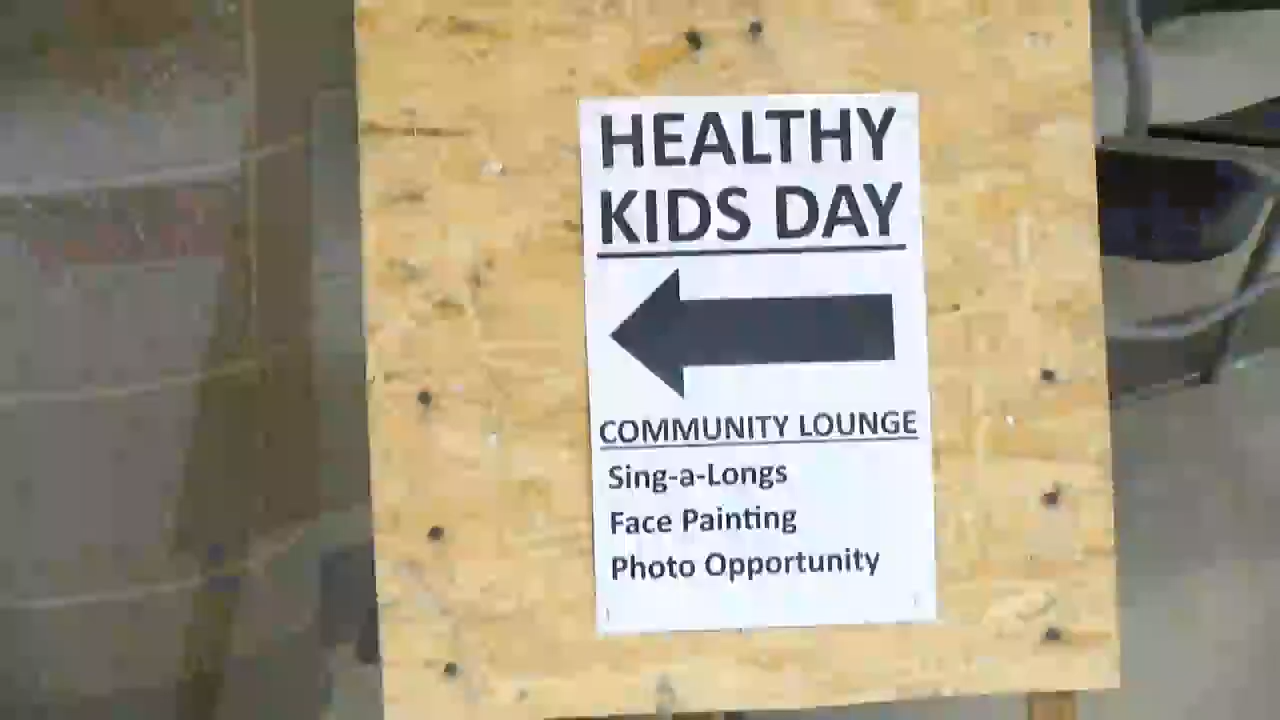 HEALTHY
KIDS DAY
COMMUNITY LOUNGE
Sing-a-Longs
Face Painting
Photo Opportunity